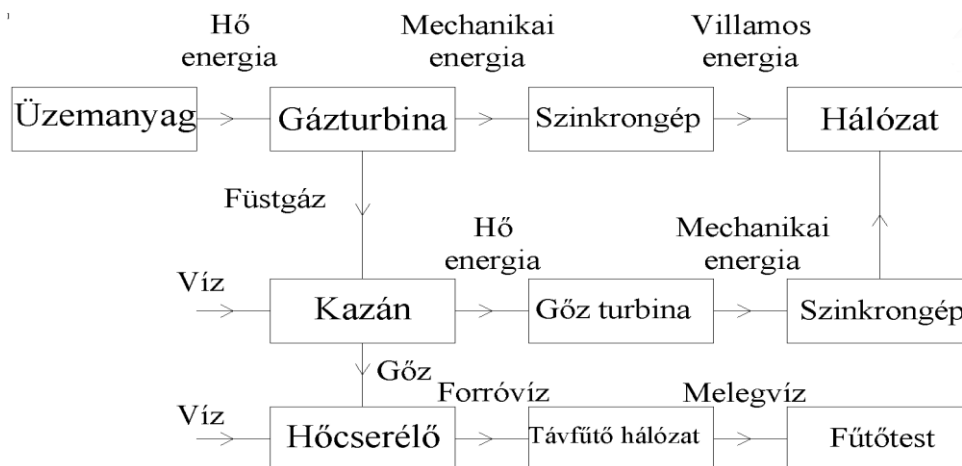 Hő
energia
Mechanikai
energia
Villamos
energia
Üzemanyag
Gázturbina
Szinkrongép
Hálózat
Füstgáz
Hő
energia
Mechanikai
energia
Víz
Kazán
Gőz turbina
Szinkrongép
Gőz
Forróvíz
Melegvíz
Víz
Hőcserélő
Távfűtő hálózat
Fűtőtest